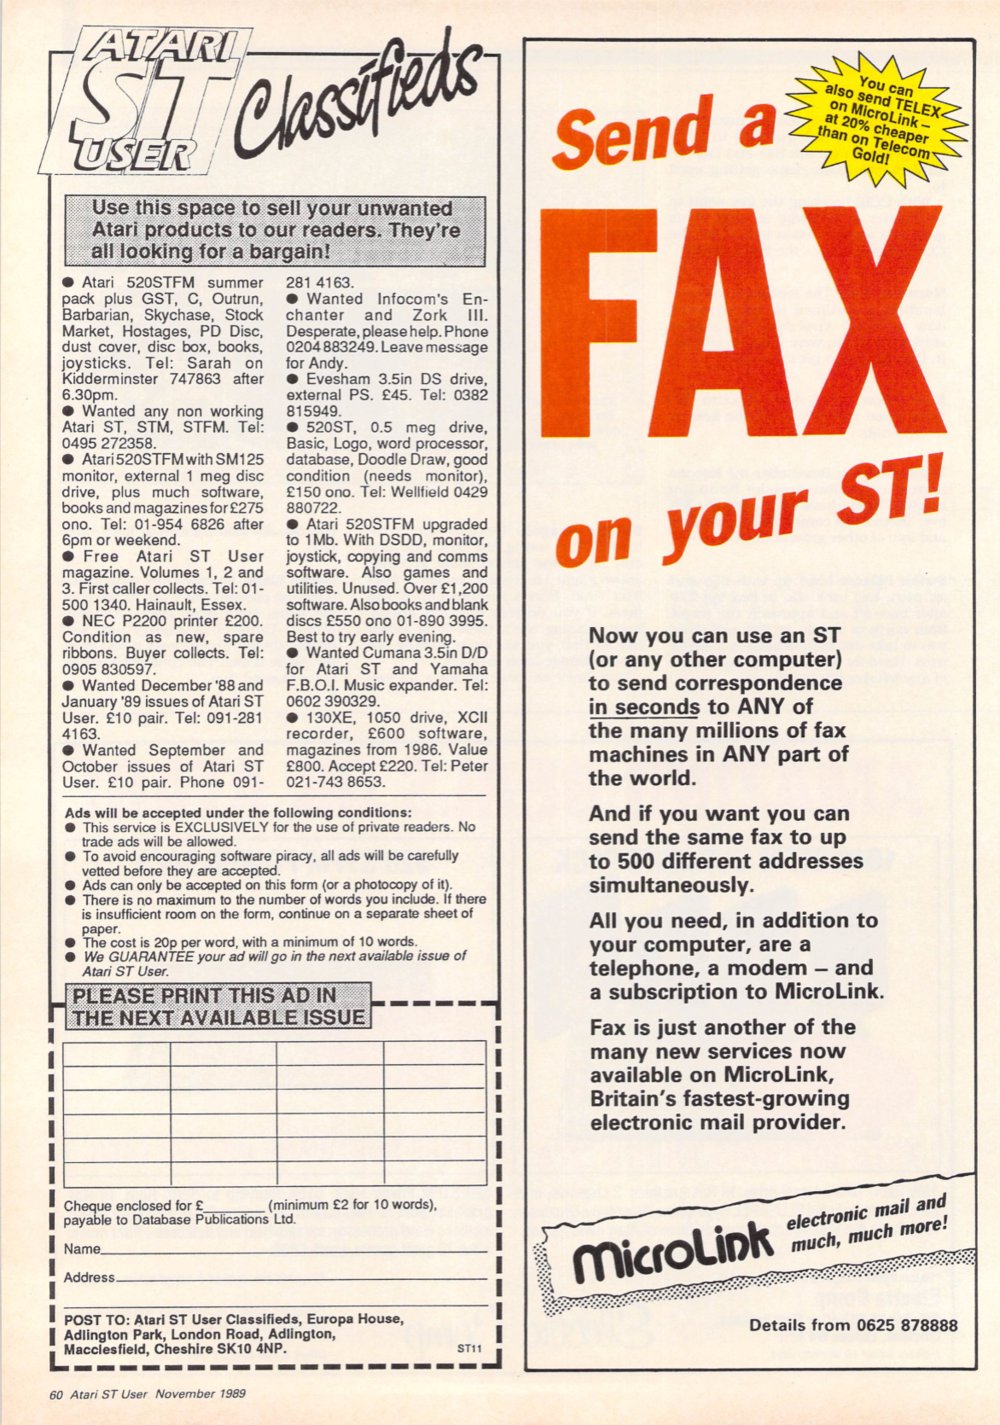 ATARI
ST
USER
Classifieds
Use this space to sell your unwanted
Atari products to our readers. They're
all looking for a bargain!
● Atari 520STFM summer
pack plus GST, C, Outrun,
Barbarian, Skychase, Stock
Market, Hostages, PD Disc,
dust cover, disc box, books,
joysticks. Tel: Sarah on
Kidderminster 747863 after
6.30pm.
● Wanted any non working
Atari ST, STM, STFM. Tel:
0495 272358.
● Atari 520STFM with SM125
monitor, external 1 meg disc
drive, plus much software,
books and magazines for £275
ono. Tel: 01-954 6826 after
6pm or weekend.
● Free Atari ST User
magazine. Volumes 1, 2 and
3. First caller collects. Tel: 01-
500 1340. Hainault, Essex.
● NEC P2200 printer £200.
Condition as new, spare
ribbons. Buyer collects. Tel:
0905 830597.
● Wanted December '88 and
January '89 issues of Atari ST
User. £10 pair. Tel: 091-281
4163.
● Wanted September and
October issues of Atari ST
User. £10 pair. Phone 091-
281 4163.
● Wanted Infocom's En-
chanter and Zork III.
Desperate, please help. Phone
0204 883249. Leave message
for Andy.
● Evesham 3.5in DS drive,
external PS. £45. Tel: 0382
815949.
● 520ST, 0.5 meg drive,
Basic, Logo, word processor,
database, Doodle Draw, good
condition (needs monitor),
£150 ono. Tel: Wellfield 0429
880722.
● Atari 520STFM upgraded
to 1Mb. With DSDD, monitor,
joystick, copying and comms
software. Also games and
utilities. Unused. Over £1,200
software. Also books and blank
discs £550 ono 01-890 3995.
Best to try early evening.
● Wanted Cumana 3.5in D/D
for Atari ST and Yamaha
F.B.O.I. Music expander. Tel:
0602 390329.
● 130XE, 1050 drive, XCII
recorder, £600 software,
magazines from 1986. Value
£800. Accept £220. Tel: Peter
021-743 8653.
Ads will be accepted under the following conditions:
● This service is EXCLUSIVELY for the use of private readers. No
trade ads will be allowed.
● To avoid encouraging software piracy, all ads will be carefully
vetted before they are accepted.
● Ads can only be accepted on this form (or a photocopy of it).
● There is no maximum to the number of words you include. If there
is insufficient room on the form, continue on a separate sheet of
paper.
● The cost is 20p per word, with a minimum of 10 words.
● We GUARANTEE your ad will go in the next available issue of
Atari ST User.
PLEASE PRINT THIS AD IN
THE NEXT AVAILABLE ISSUE
Cheque enclosed for £________ (minimum £2 for 10 words),
payable to Database Publications Ltd.
Name
Address
POST TO: Atari ST User Classifieds, Europa House,
Adlington Park, London Road, Adlington,
Macclesfield, Cheshire SK10 4NP.
ST11
60 Atari ST User November 1989
Send a
You can
also send TELEX
on MicroLink –
at 20% cheaper
than on Telecom
Gold!
FAX
on your ST!
Now you can use an ST
(or any other computer)
to send correspondence
in seconds to ANY of
the many millions of fax
machines in ANY part of
the world.
And if you want you can
send the same fax to up
to 500 different addresses
simultaneously.
All you need, in addition to
your computer, are a
telephone, a modem – and
a subscription to MicroLink.
Fax is just another of the
many new services now
available on MicroLink,
Britain's fastest-growing
electronic mail provider.
MicroLink
electronic mail and
much, much more!
Details from 0625 878888